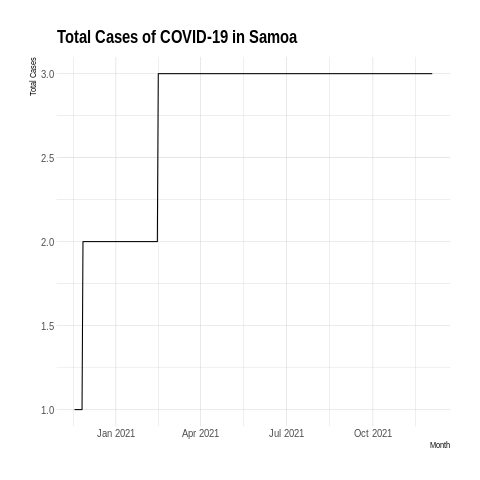 Total Cases of COVID-19 in Samoa
Total Cases
3.0
2.5
2.0
1.5
1.0
Jan 2021
Apr 2021
Jul 2021
Oct 2021
Month